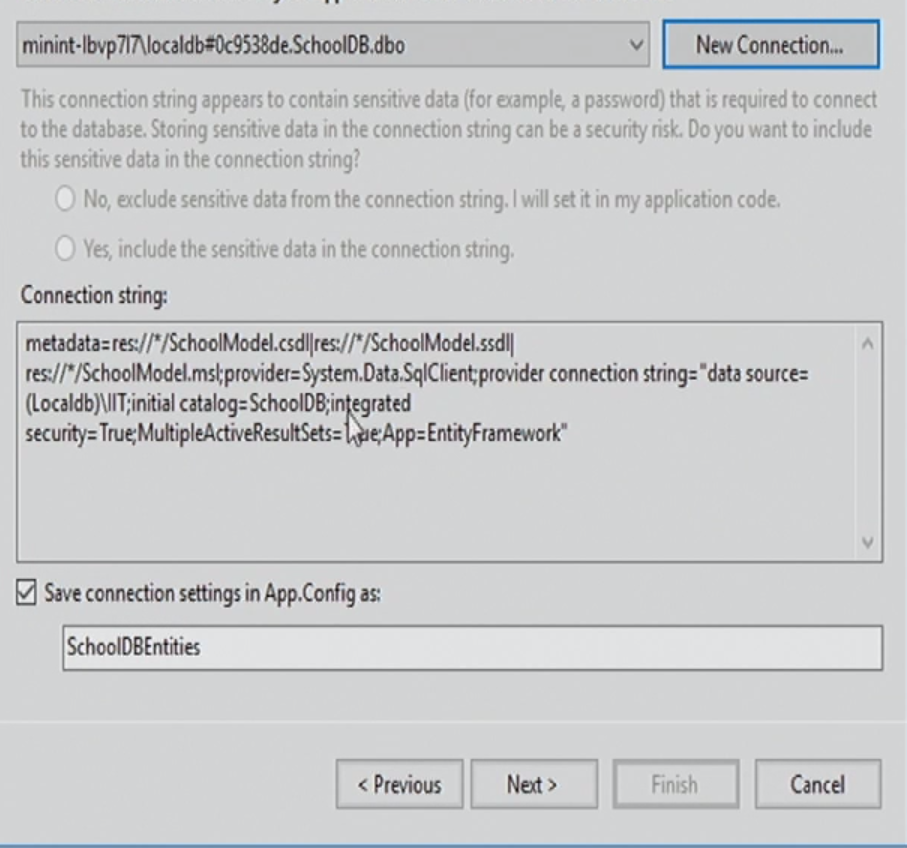 minint-lbvp7l7\localdb#0c9538de.SchoolDB.dbo
New Connection...
This connection string appears to contain sensitive data (for example, a password) that is required to connect
to the database. Storing sensitive data in the connection string can be a security risk. Do you want to include
this sensitive data in the connection string?
No, exclude sensitive data from the connection string. I will set it in my application code.
Yes, include the sensitive data in the connection string.
Connection string:
metadata=res://*/SchoolModel.csdl|res://*/SchoolModel.ssdl|
res://*/SchoolModel.msl;provider=System.Data.SqlClient;provider connection string="data source=
(Localdb)\IIT;initial catalog=SchoolDB;integrated
security=True;MultipleActiveResultSets=True;App=EntityFramework"
Save connection settings in App.Config as:
SchoolDBEntities
< Previous
Next >
Finish
Cancel